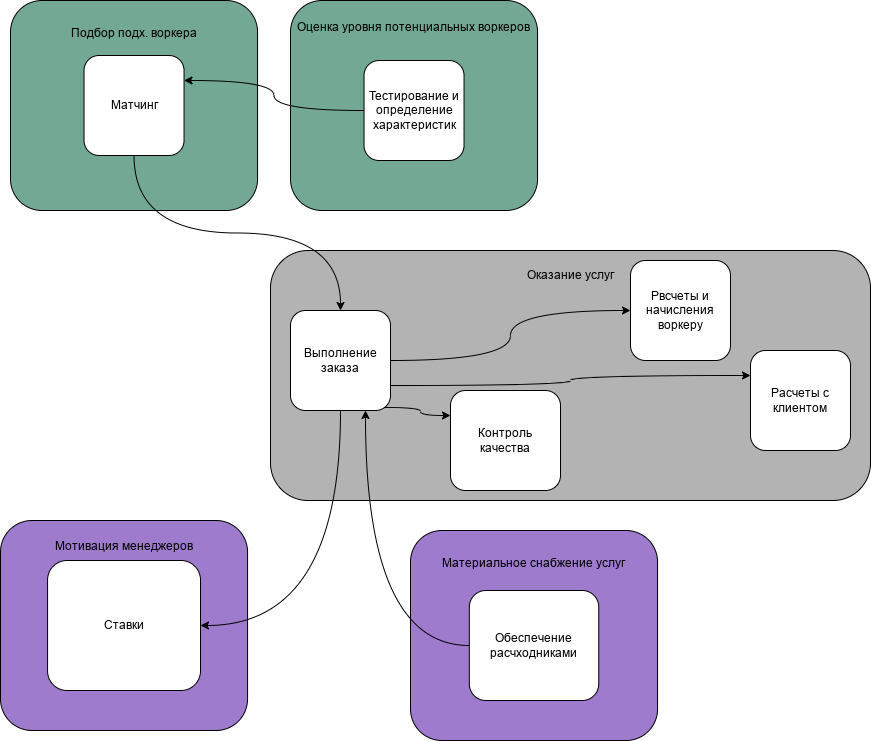 Подбор подх. воркера
Матчинг
Оценка уровня потенциальных воркеров
Тестирование и
определение
характеристик
Оказание услуг
Выполнение
заказа
Рвсчеты и
начисления
воркеру
Расчеты с
клиентом
Контроль
качества
Мотивация менеджеров
Ставки
Материальное снабжение услуг
Обеспечение
расчходниками